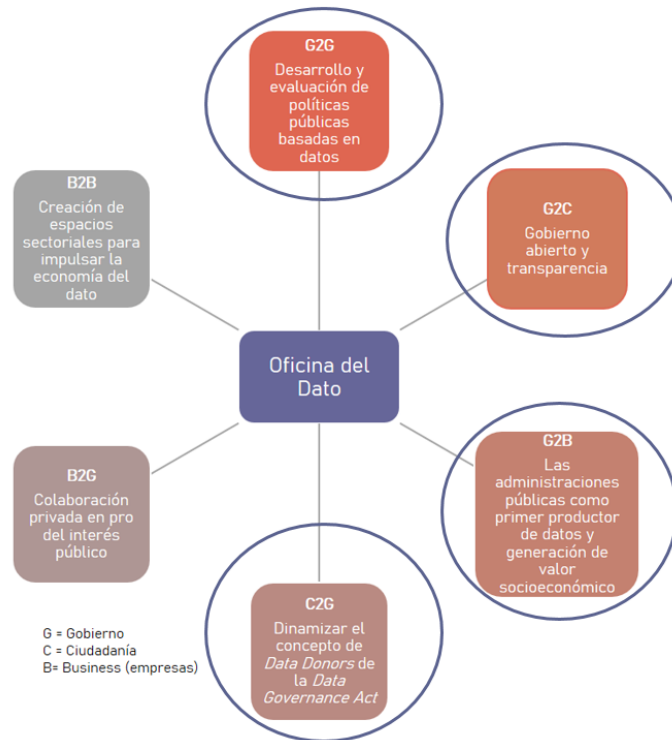 G2G
Desarrollo y
evaluación de
políticas
públicas
basadas en
datos
B2B
Creación de
espacios
sectoriales para
impulsar la
economía del
dato
G2C
Gobierno
abierto y
transparencia
Oficina del
Dato
B2G
Colaboración
privada en pro
del interés
público
G2B
Las
administraciones
públicas como
primer productor
de datos y
generación de
valor
socioeconómico
C2G
Dinamizar el
concepto de
Data Donors de
la Data
Governance Act
G = Gobierno
C = Ciudadanía
B= Business (empresas)